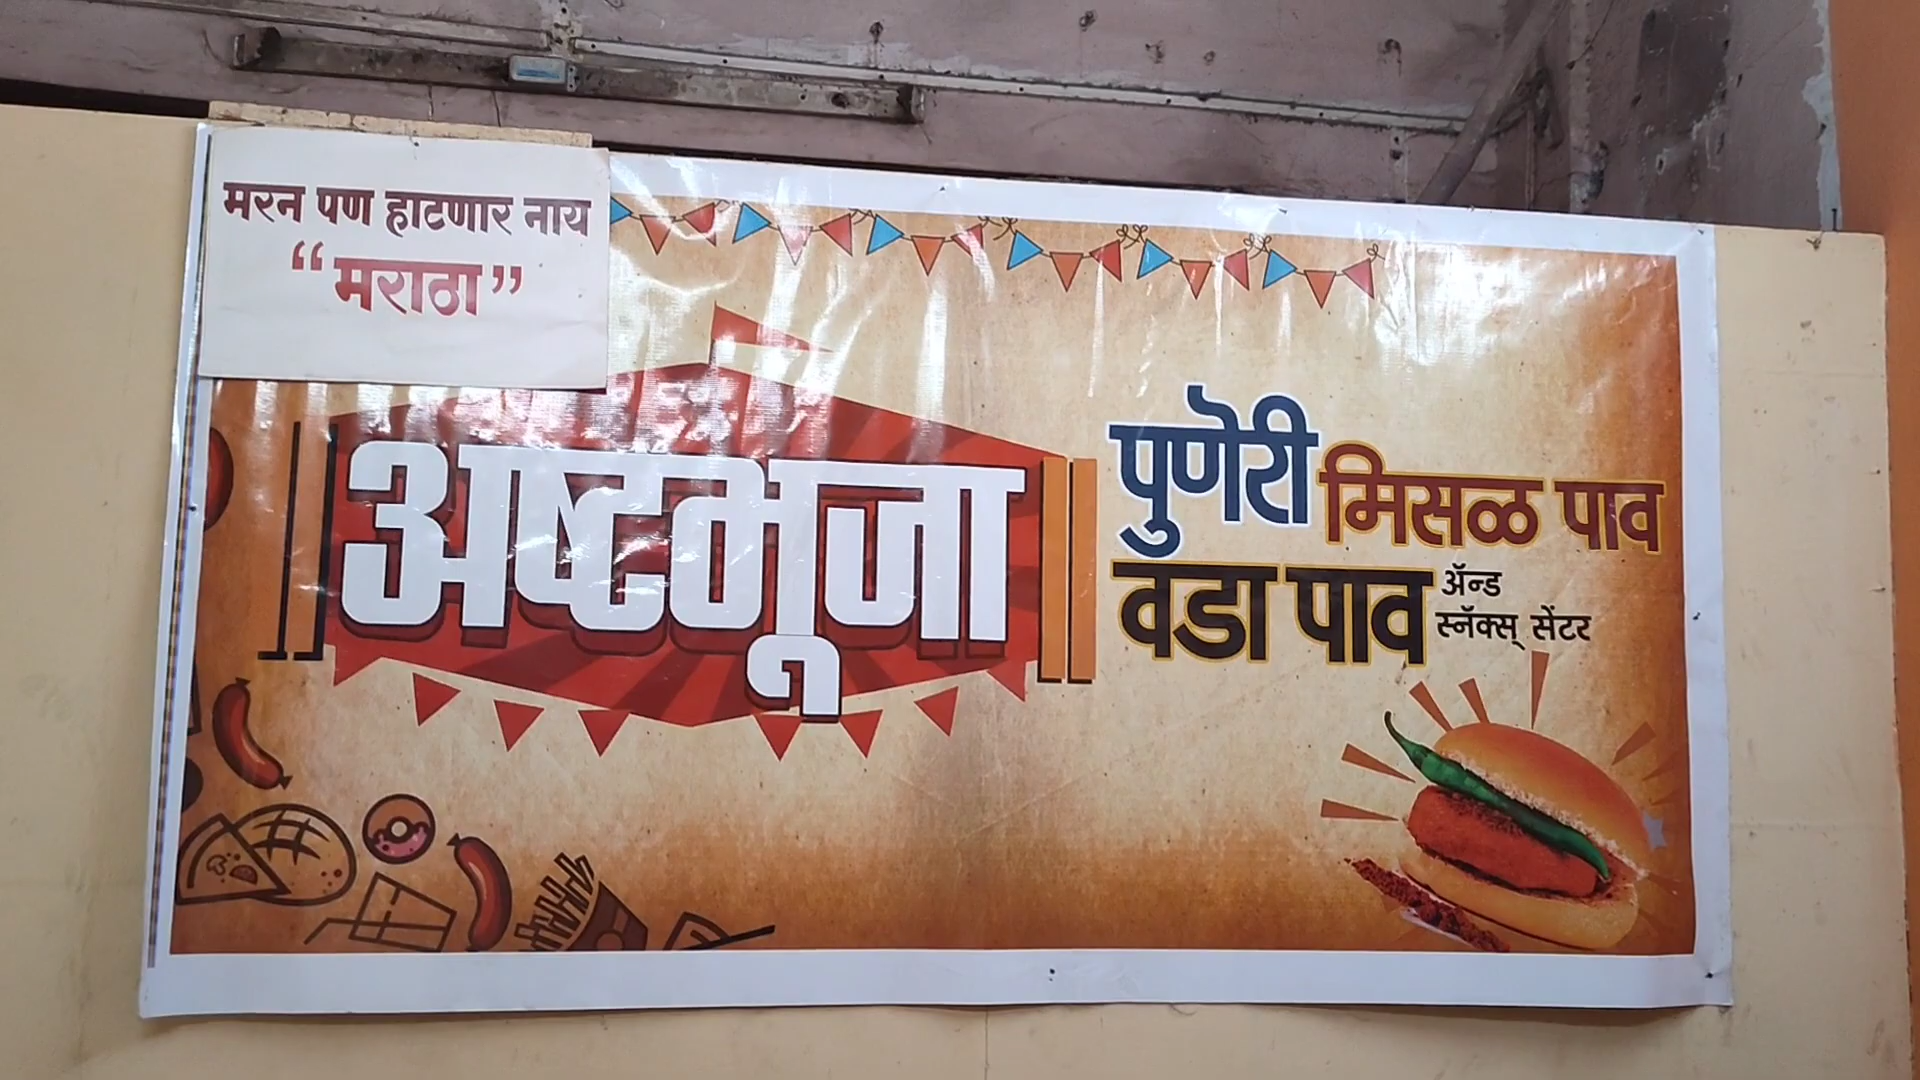 मरन पण हाटणार नाय
“मराठा”
॥ अष्टभूजा ॥
पुणेरी मिसळ पाव
वडा पाव ॲन्ड
स्नॅक्स् सेंटर